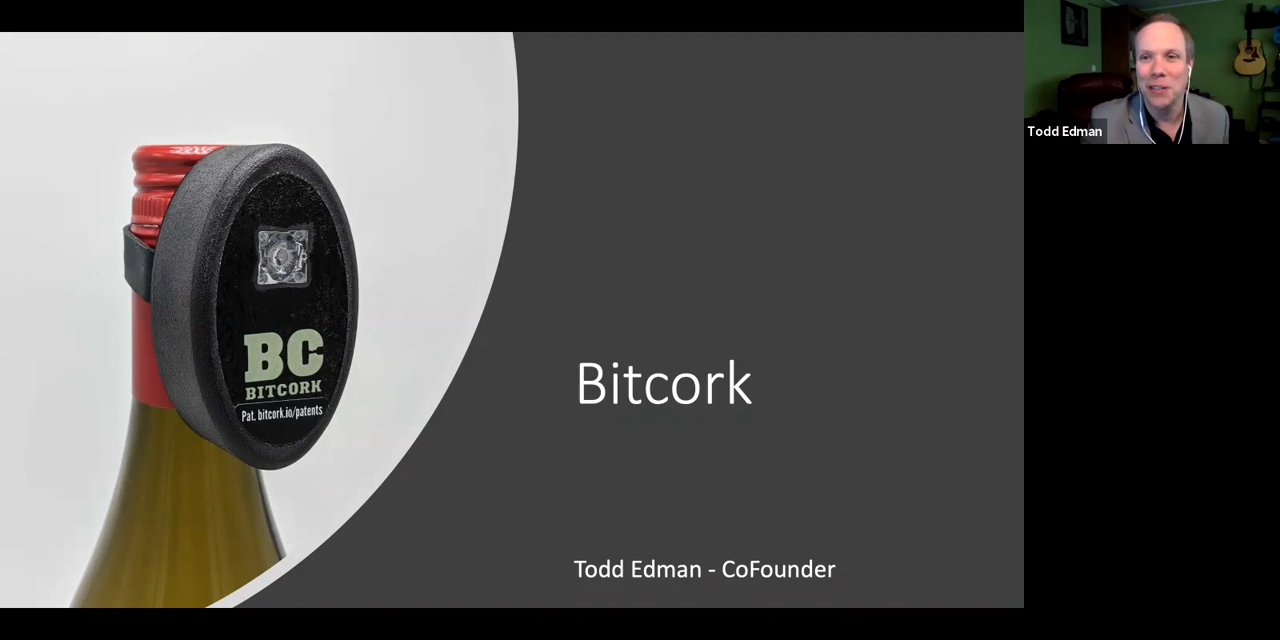 BC
BITCORK
Pat. bitcork.io/patents
Bitcork
Todd Edman - CoFounder
Todd Edman